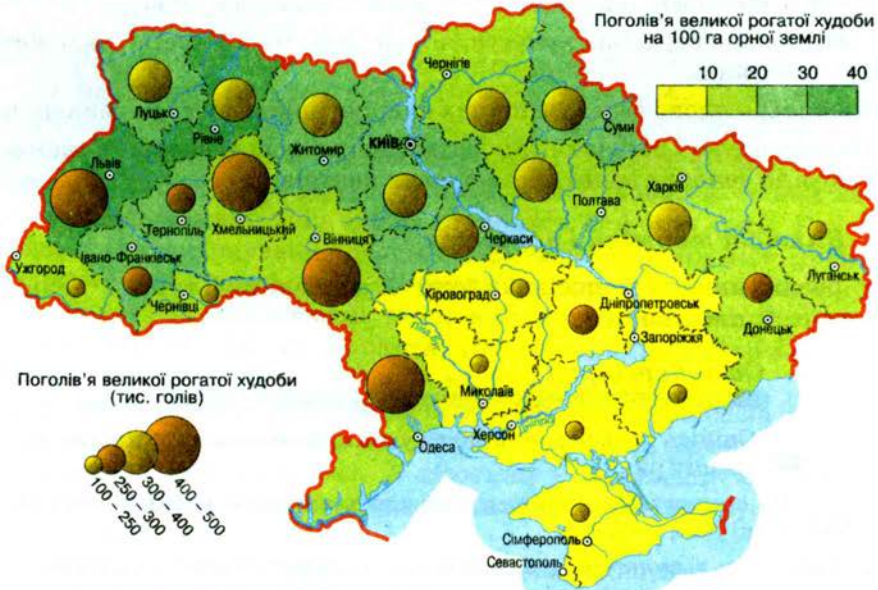 Поголів'я великої рогатої худоби
на 100 га орної землі
10 20 30 40
Чернігів
Луцьк
Рівне
Суми
Житомир
КИЇВ
Львів
Харків
Полтава
Тернопіль
Хмельницький
Вінниця
Черкаси
Івано-Франківськ
Ужгород
Луганськ
Чернівці
Кіровоград
Дніпропетровськ
Донецьк
Запоріжжя
Поголів'я великої рогатої худоби
(тис. голів)
Миколаїв
Херсон
Дніпро
Одеса
100 – 250
250 – 300
300 – 400
400 – 500
Сімферополь
Севастополь